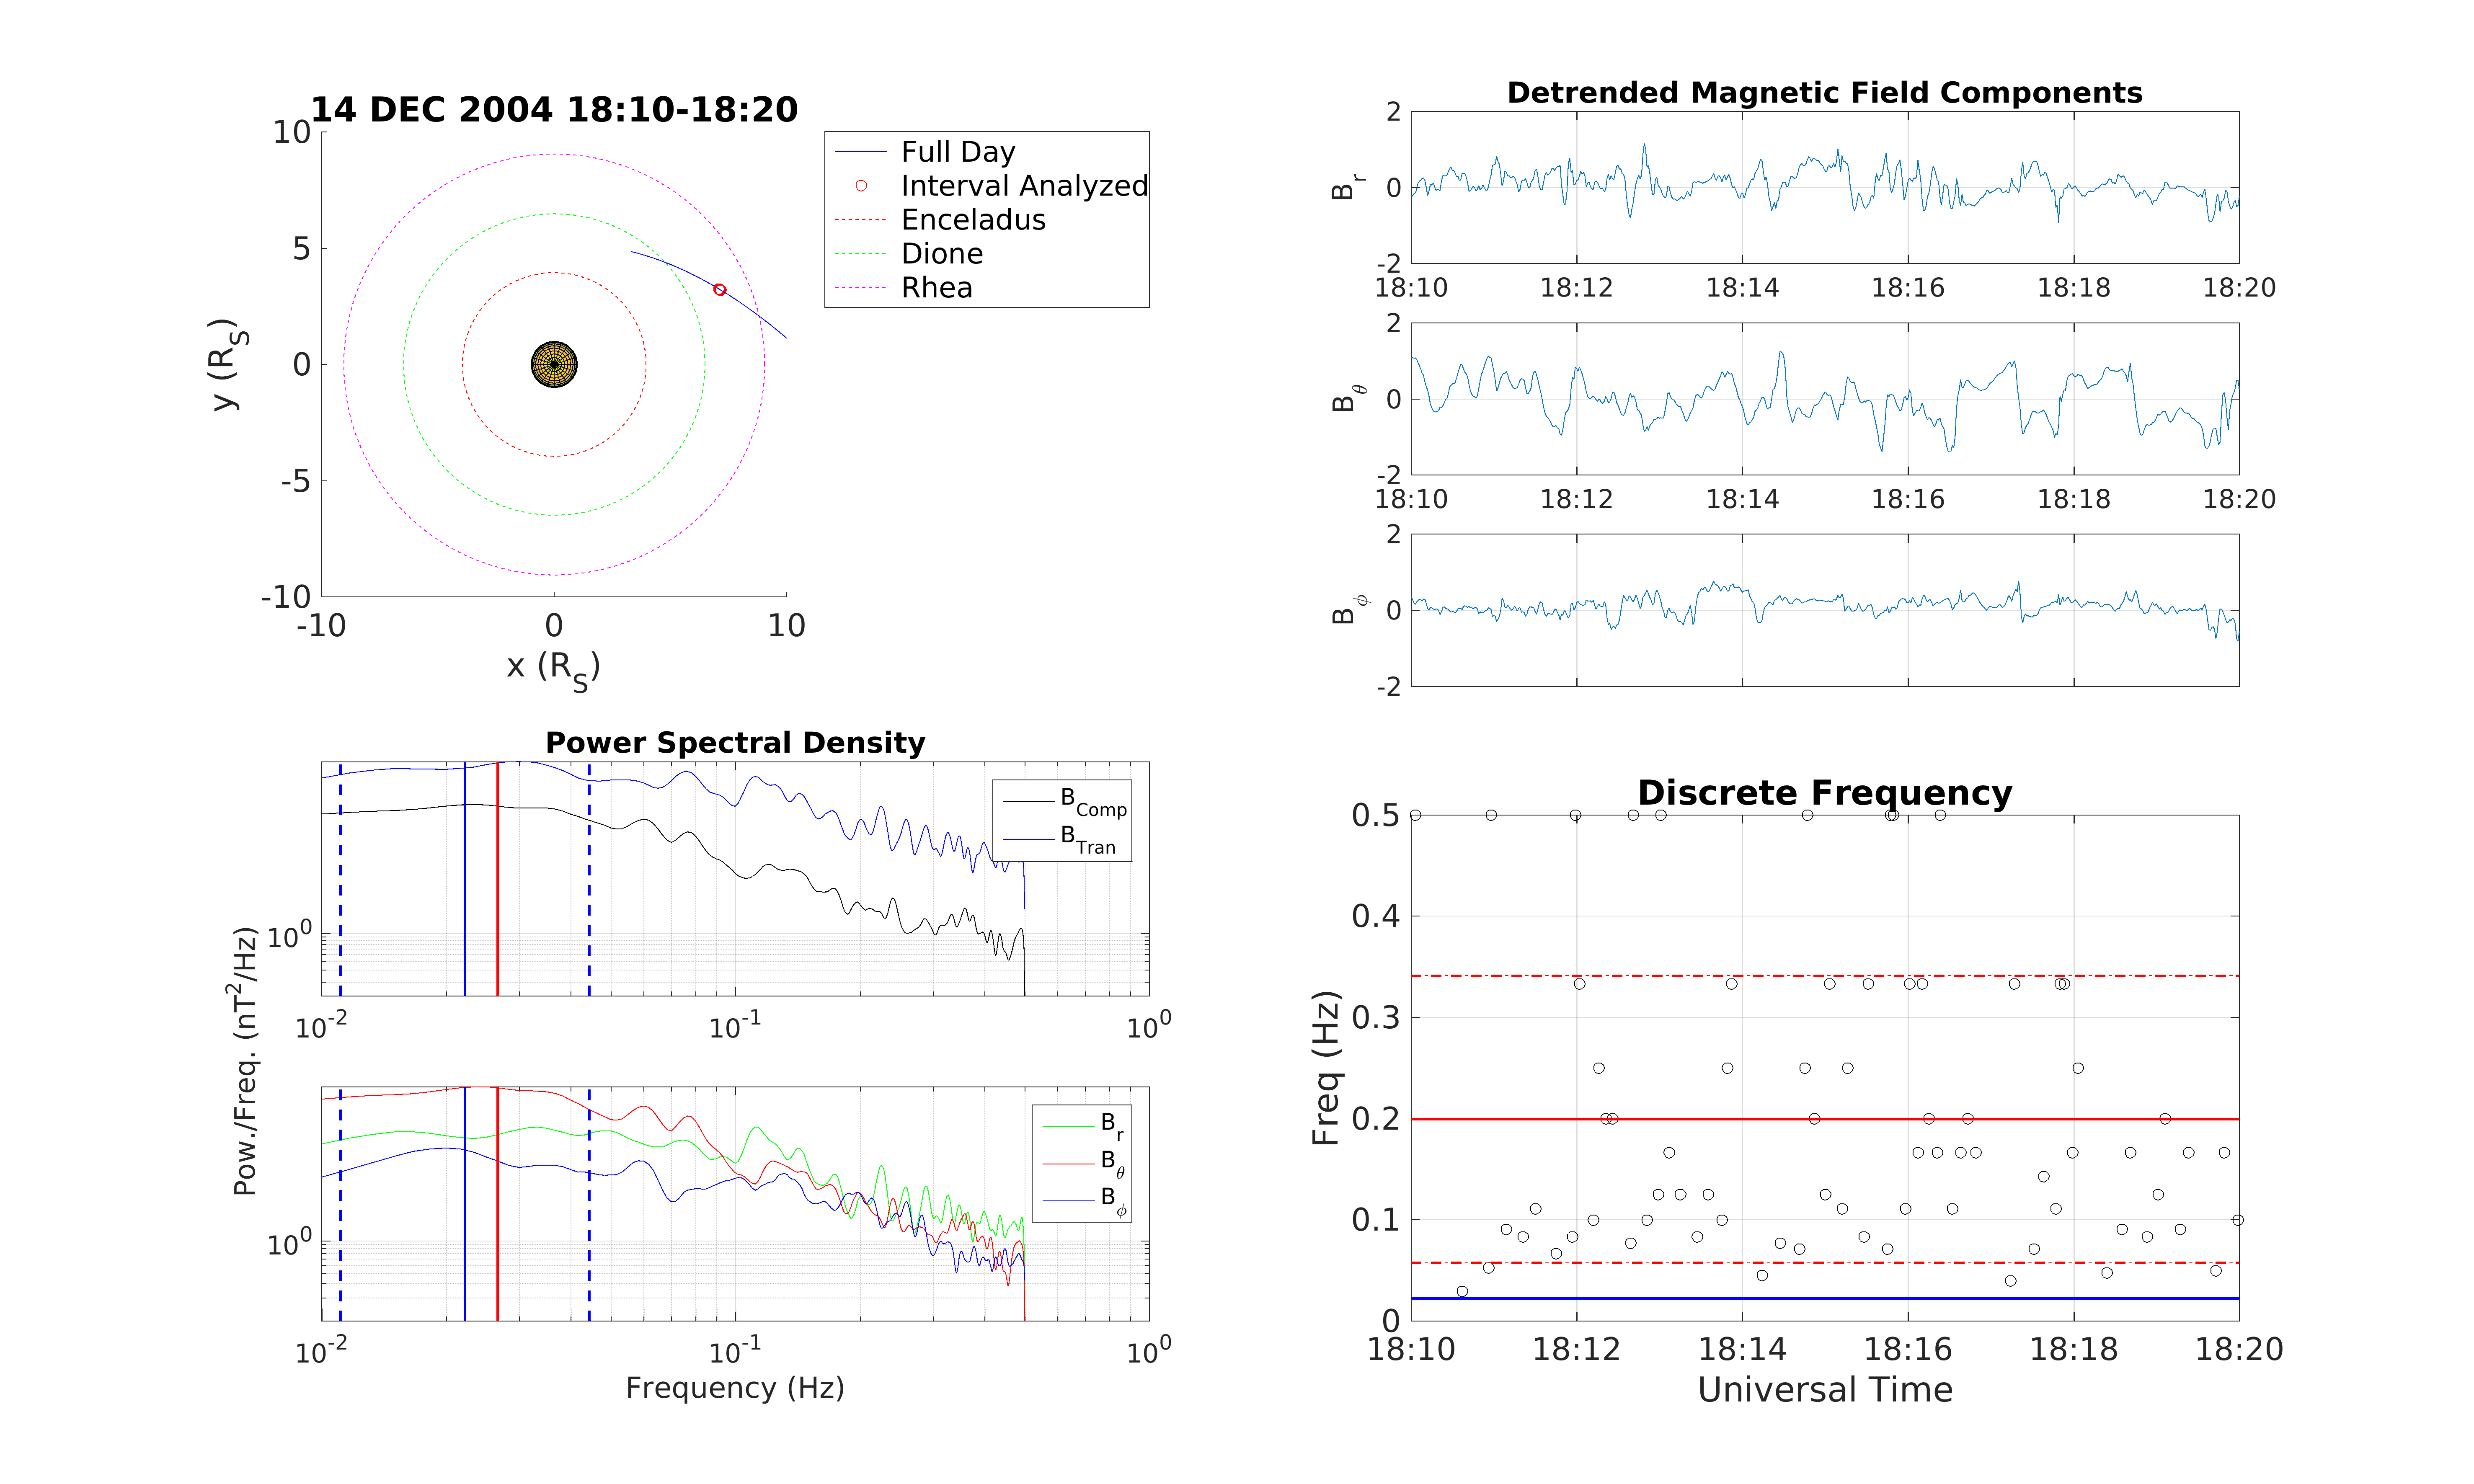 14 DEC 2004 18:10-18:20
10
5
0
-5
-10
-10 0 10
y (R_S)
x (R_S)
Full Day
Interval Analyzed
Enceladus
Dione
Rhea
Detrended Magnetic Field Components
2
0
-2
B_r
18:10 18:12 18:14 18:16 18:18 18:20
2
0
-2
B_θ
18:10 18:12 18:14 18:16 18:18 18:20
2
0
-2
B_ϕ
Power Spectral Density
B_Comp
B_Tran
10^0
10^-2 10^-1 10^0
Pow./Freq. (nT^2/Hz)
B_r
B_θ
B_ϕ
10^0
10^-2 10^-1 10^0
Frequency (Hz)
Discrete Frequency
0.5
0.4
0.3
0.2
0.1
0
Freq (Hz)
18:10 18:12 18:14 18:16 18:18 18:20
Universal Time